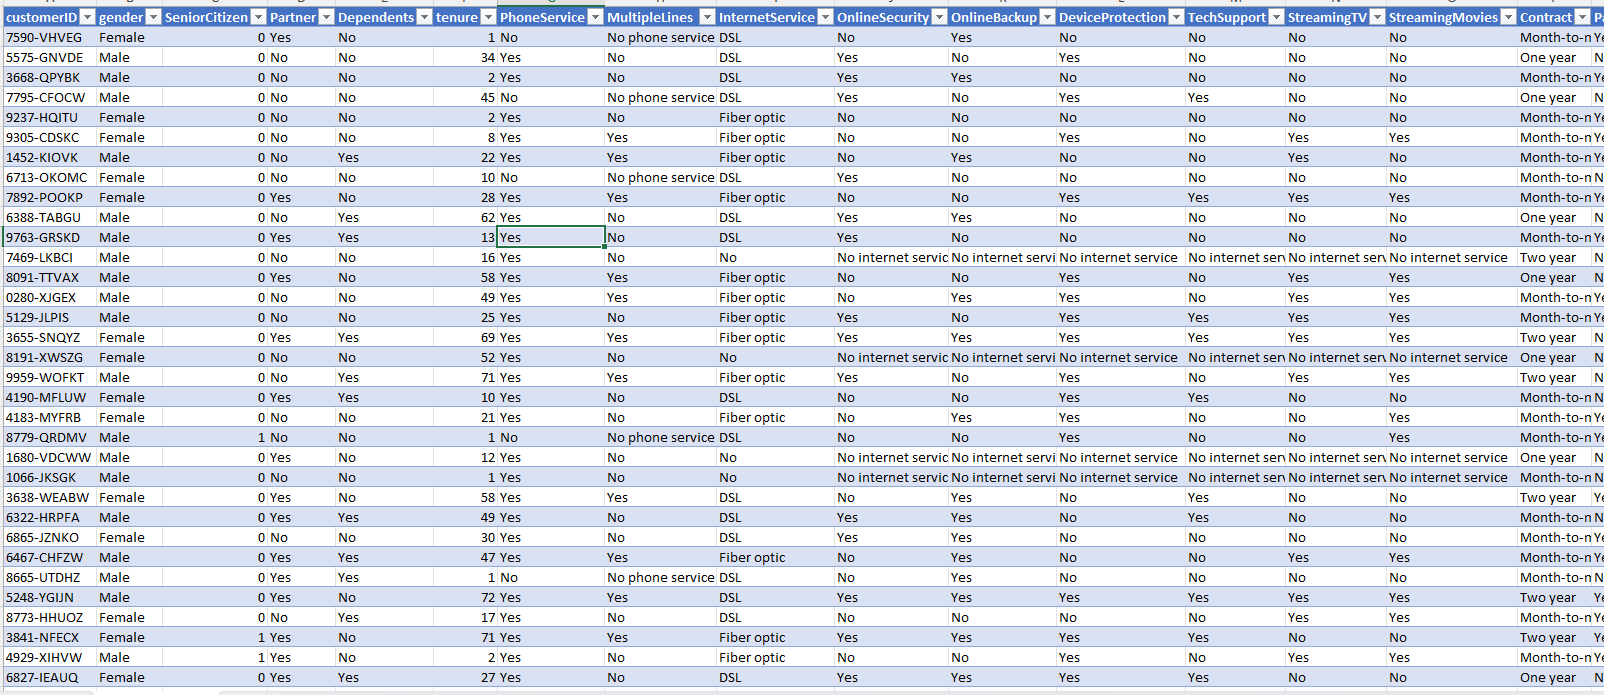 customerID gender SeniorCitizen Partner Dependents tenure PhoneService MultipleLines InternetService OnlineSecurity OnlineBackup DeviceProtection TechSupport StreamingTV StreamingMovies Contract Pa
7590-VHVEG Female 0 Yes No 1 No No phone service DSL No Yes No No No No Month-to-m Ye
5575-GNVDE Male 0 No No 34 Yes No DSL Yes No Yes No No No One year N
3668-QPYBK Male 0 No No 2 Yes No DSL Yes Yes No No No No Month-to-m Ye
7795-CFOCW Male 0 No No 45 No No phone service DSL Yes No Yes Yes No No One year N
9237-HQITU Female 0 No No 2 Yes No Fiber optic No No No No No No Month-to-m Ye
9305-CDSKC Female 0 No No 8 Yes Yes Fiber optic No No Yes No Yes Yes Month-to-m Ye
1452-KIOVK Male 0 No Yes 22 Yes Yes Fiber optic No Yes No No Yes No Month-to-m Ye
6713-OKOMC Female 0 No No 10 No No phone service DSL Yes No No No No No Month-to-m N
7892-POOKP Female 0 Yes No 28 Yes Yes Fiber optic No No Yes Yes Yes Yes Month-to-m Ye
6388-TABGU Male 0 No Yes 62 Yes No DSL Yes Yes No No No No One year N
9763-GRSKD Male 0 Yes Yes 13 Yes No DSL Yes No No No No No Month-to-m Ye
7469-LKBCI Male 0 No No 16 Yes No No No internet servic No internet servi No internet service No internet serv No internet serv No internet service Two year N
8091-TTVAX Male 0 Yes No 58 Yes Yes Fiber optic No No Yes No Yes Yes One year N
0280-XJGEX Male 0 No No 49 Yes Yes Fiber optic No Yes Yes No Yes Yes Month-to-m Ye
5129-JLPIS Male 0 No No 25 Yes No Fiber optic Yes No Yes Yes Yes Yes Month-to-m Ye
3655-SNQYZ Female 0 Yes Yes 69 Yes Yes Fiber optic Yes Yes Yes Yes Yes Yes Two year N
8191-XWSZG Female 0 No No 52 Yes No No No internet servic No internet servi No internet service No internet serv No internet serv No internet service One year N
9959-WOFKT Male 0 No Yes 71 Yes Yes Fiber optic Yes No Yes No Yes Yes Two year N
4190-MFLUW Female 0 Yes Yes 10 Yes No DSL No No Yes Yes No No Month-to-m N
4183-MYFRB Female 0 No No 21 Yes No Fiber optic No Yes Yes No No Yes Month-to-m Ye
8779-QRDMV Male 1 No No 1 No No phone service DSL No No Yes No No Yes Month-to-m Ye
1680-VDCWW Male 0 Yes No 12 Yes No No No internet servic No internet servi No internet service No internet serv No internet serv No internet service One year N
1066-JKSGK Male 0 No No 1 Yes No No No internet servic No internet servi No internet service No internet serv No internet serv No internet service Month-to-m N
3638-WEABW Female 0 Yes No 58 Yes Yes DSL No Yes No Yes No No Two year Ye
6322-HRPFA Male 0 Yes Yes 49 Yes No DSL Yes Yes No Yes No No Month-to-m N
6865-JZNKO Female 0 No No 30 Yes No DSL Yes Yes No No No No Month-to-m Ye
6467-CHFZW Male 0 Yes Yes 47 Yes Yes Fiber optic No Yes No No Yes Yes Month-to-m Ye
8665-UTDHZ Male 0 Yes Yes 1 No No phone service DSL No Yes No No No No Month-to-m N
5248-YGIJN Male 0 Yes No 72 Yes Yes DSL Yes Yes Yes Yes Yes Yes Two year Ye
8773-HHUOZ Female 0 No Yes 17 Yes No DSL No No No No Yes Yes Month-to-m Ye
3841-NFECX Female 1 Yes No 71 Yes Yes Fiber optic Yes Yes Yes Yes No No Two year Ye
4929-XIHVW Male 1 Yes No 2 Yes No Fiber optic No No Yes No Yes Yes Month-to-m Ye
6827-IEAUQ Female 0 Yes Yes 27 Yes No DSL Yes Yes Yes Yes No No One year N